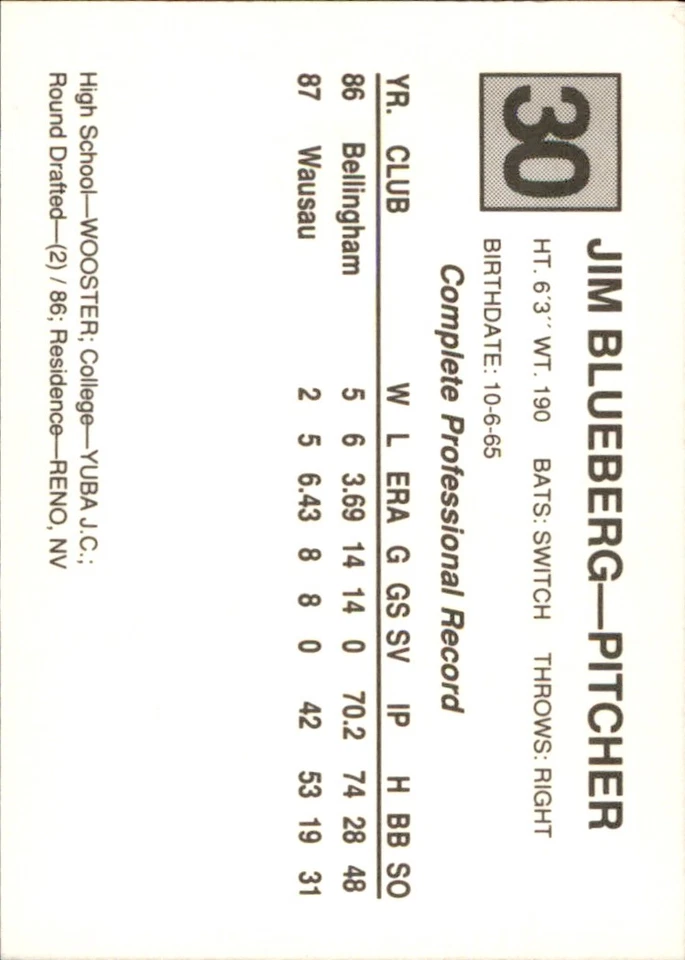 30
JIM BLUEBERG—PITCHER
HT. 6'3" WT. 190 BATS: SWITCH THROWS: RIGHT
BIRTHDATE: 10-6-65
Complete Professional Record
YR. CLUB W L ERA G GS SV IP H BB SO
86 Bellingham 5 6 3.69 14 14 0 70.2 74 28 48
87 Wausau 2 5 6.43 8 8 0 42 53 19 31
High School—WOOSTER; College—YUBA J.C.;
Round Drafted—(2) / 86; Residence—RENO, NV